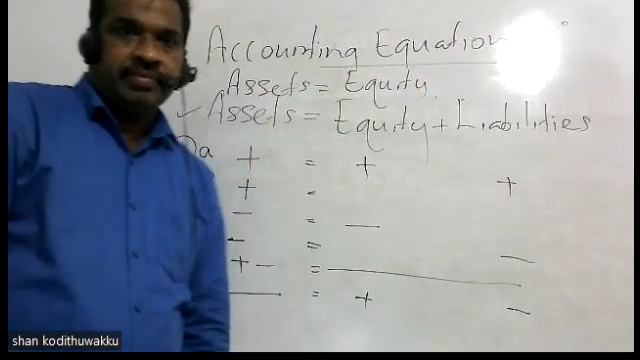 Accounting Equation
Assets = Equity
✓ Assets = Equity + Liabilities
a + = +
+ = +
- = -
- = -
+ - =
= + -
shan kodithuwakku